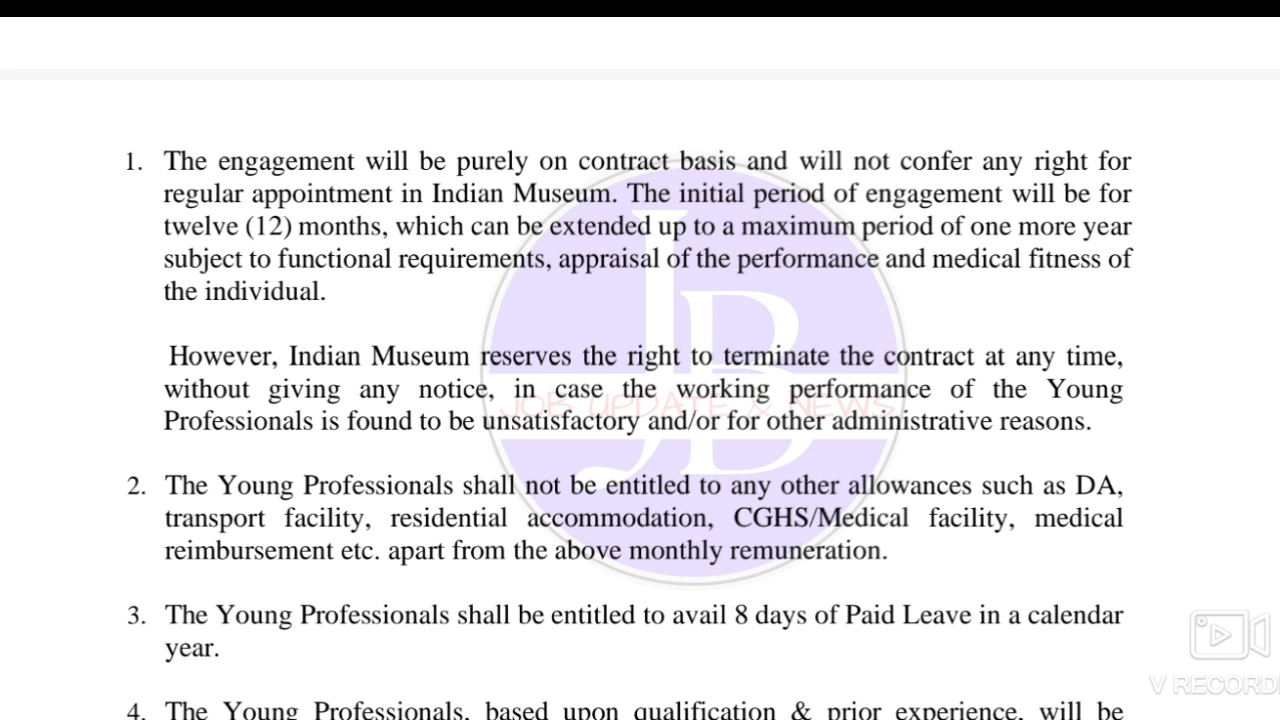 1. The engagement will be purely on contract basis and will not confer any right for
regular appointment in Indian Museum. The initial period of engagement will be for
twelve (12) months, which can be extended up to a maximum period of one more year
subject to functional requirements, appraisal of the performance and medical fitness of
the individual.
However, Indian Museum reserves the right to terminate the contract at any time,
without giving any notice, in case the working performance of the Young
JOB UPDATE & NEWS
Professionals is found to be unsatisfactory and/or for other administrative reasons.
2. The Young Professionals shall not be entitled to any other allowances such as DA,
transport facility, residential accommodation, CGHS/Medical facility, medical
reimbursement etc. apart from the above monthly remuneration.
3. The Young Professionals shall be entitled to avail 8 days of Paid Leave in a calendar
year.
V RECORD
4. The Young Professionals, based upon qualification & prior experience, will be
JB